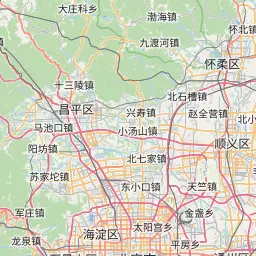 大庄科乡
渤海镇
怀北镇
九渡河镇
怀柔区
十三陵镇
北石槽镇
昌平区
兴寿镇
赵全营镇
马池口镇
小汤山镇
阳坊镇
顺义区
北七家镇
苏家坨镇
东小口镇
天竺镇
温泉镇
金盏乡
海淀区
太阳宫乡
龙泉镇
平房乡